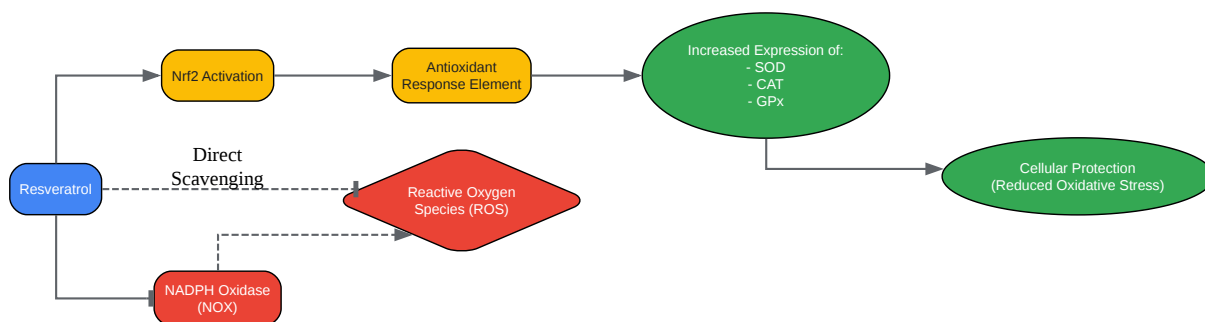 Increased Expression of:
- SOD
- CAT
- GPx
Nrf2 Activation
Antioxidant
Response Element
Direct
Scavenging
Resveratrol
Reactive Oxygen
Species (ROS)
Cellular Protection
(Reduced Oxidative Stress)
NADPH Oxidase
(NOX)